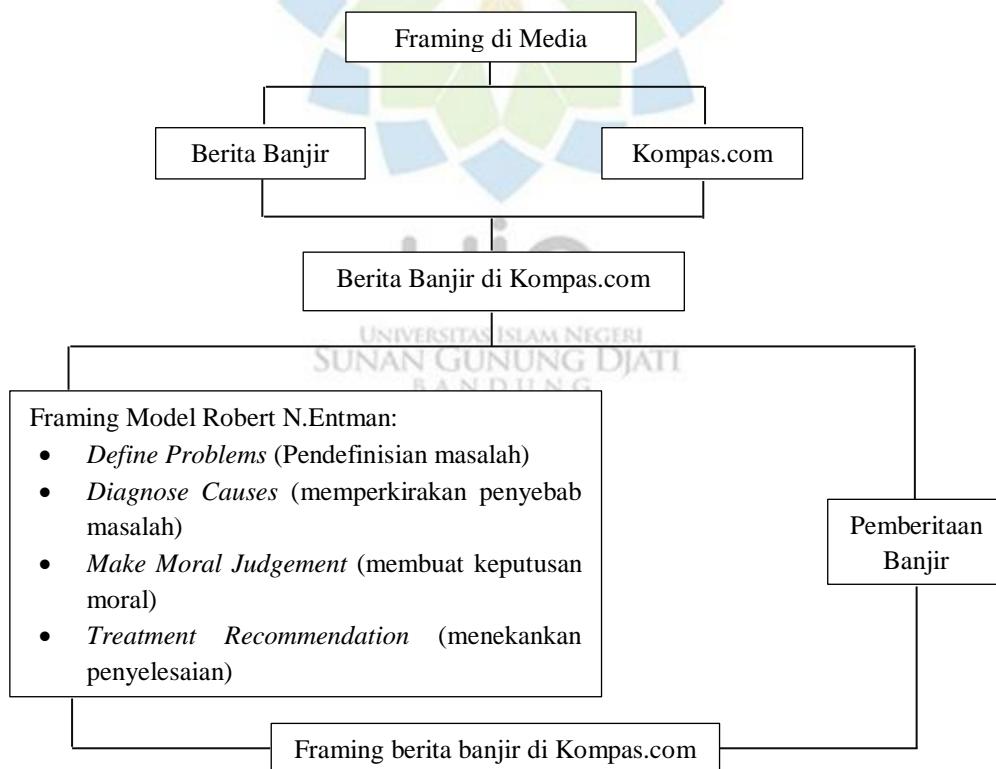 Framing di Media
Berita Banjir
Kompas.com
Berita Banjir di Kompas.com
UNIVERSITAS ISLAM NEGERI
SUNAN GUNUNG DJATI
BANDUNG
Framing Model Robert N.Entman:
• Define Problems (Pendefinisian masalah)
• Diagnose Causes (memperkirakan penyebab
masalah)
• Make Moral Judgement (membuat keputusan
moral)
• Treatment Recommendation (menekankan
penyelesaian)
Pemberitaan
Banjir
Framing berita banjir di Kompas.com